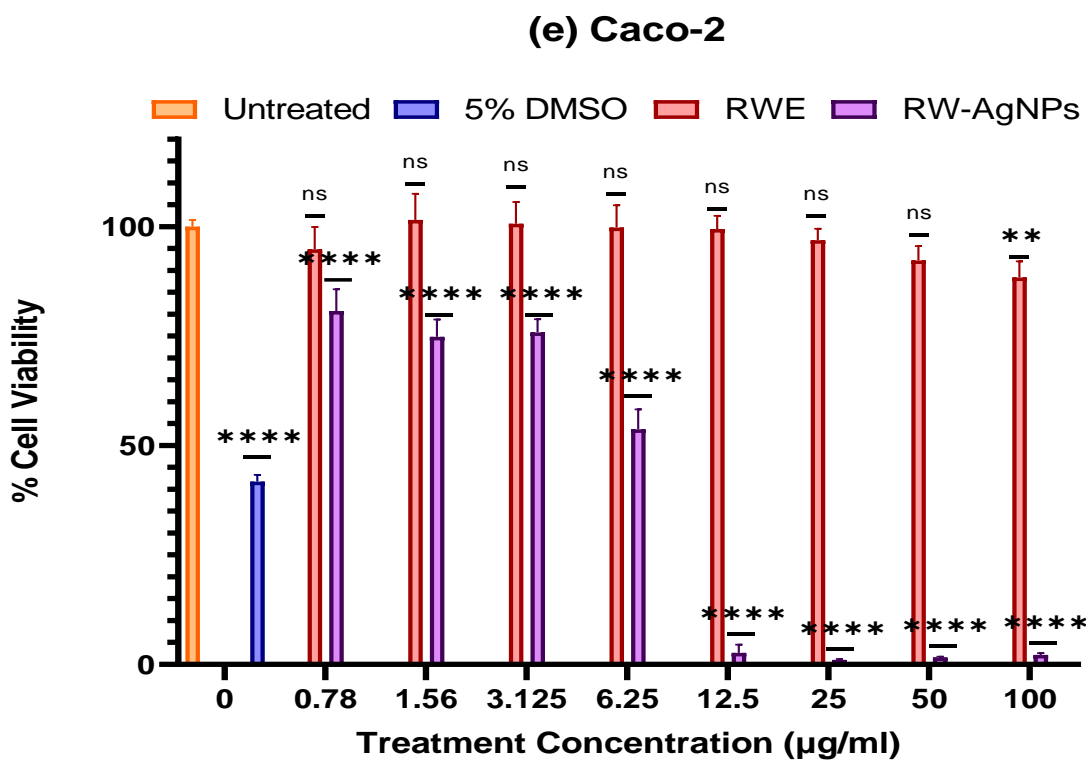 (e) Caco-2
Untreated 5% DMSO RWE RW-AgNPs
% Cell Viability
100
50
0
ns ns ns ns ns ns ns **
**** **** **** **** **** **** **** **** ****
0 0.78 1.56 3.125 6.25 12.5 25 50 100
Treatment Concentration (µg/ml)